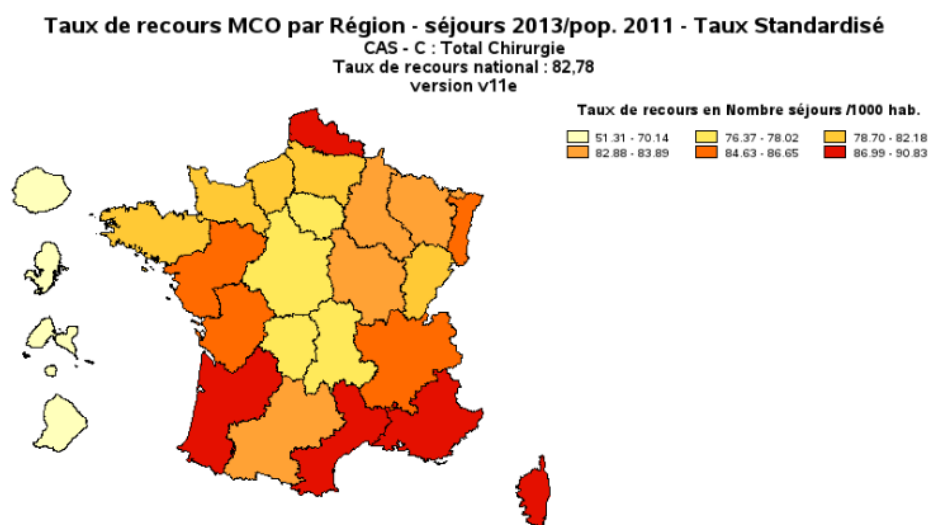 Taux de recours MCO par Région - séjours 2013/pop. 2011 - Taux Standardisé
CAS - C : Total Chirurgie
Taux de recours national : 82,78
version v11e
Taux de recours en Nombre séjours /1000 hab.
51.31 - 70.14 76.37 - 78.02 78.70 - 82.18
82.88 - 83.89 84.63 - 86.65 86.99 - 90.83